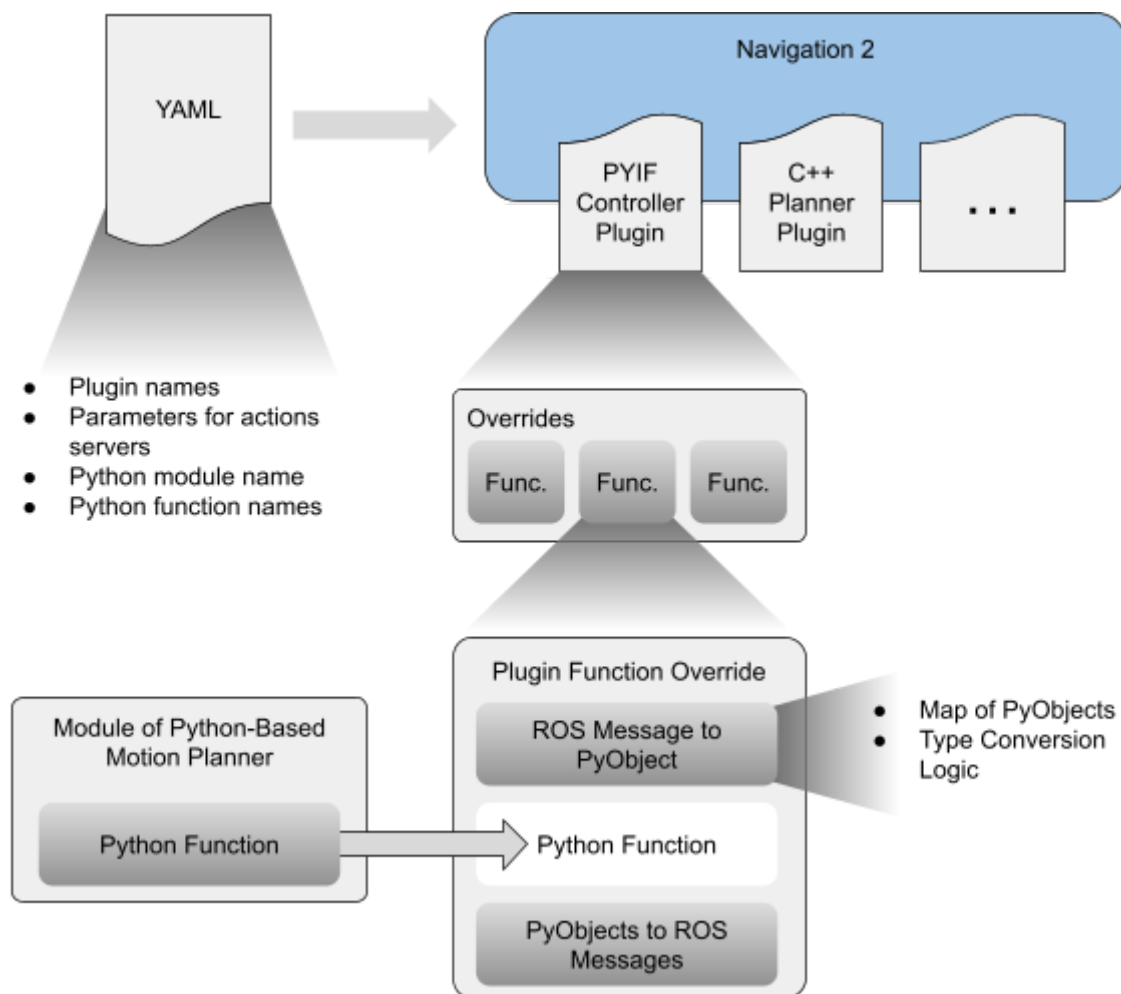 YAML
Navigation 2
PYIF
Controller
Plugin
C++
Planner
Plugin
...
● Plugin names
● Parameters for actions
servers
● Python module name
● Python function names
Overrides
Func.
Func.
Func.
Plugin Function Override
ROS Message to
PyObject
● Map of PyObjects
● Type Conversion
Logic
Module of Python-Based
Motion Planner
Python Function
Python Function
PyObjects to ROS
Messages